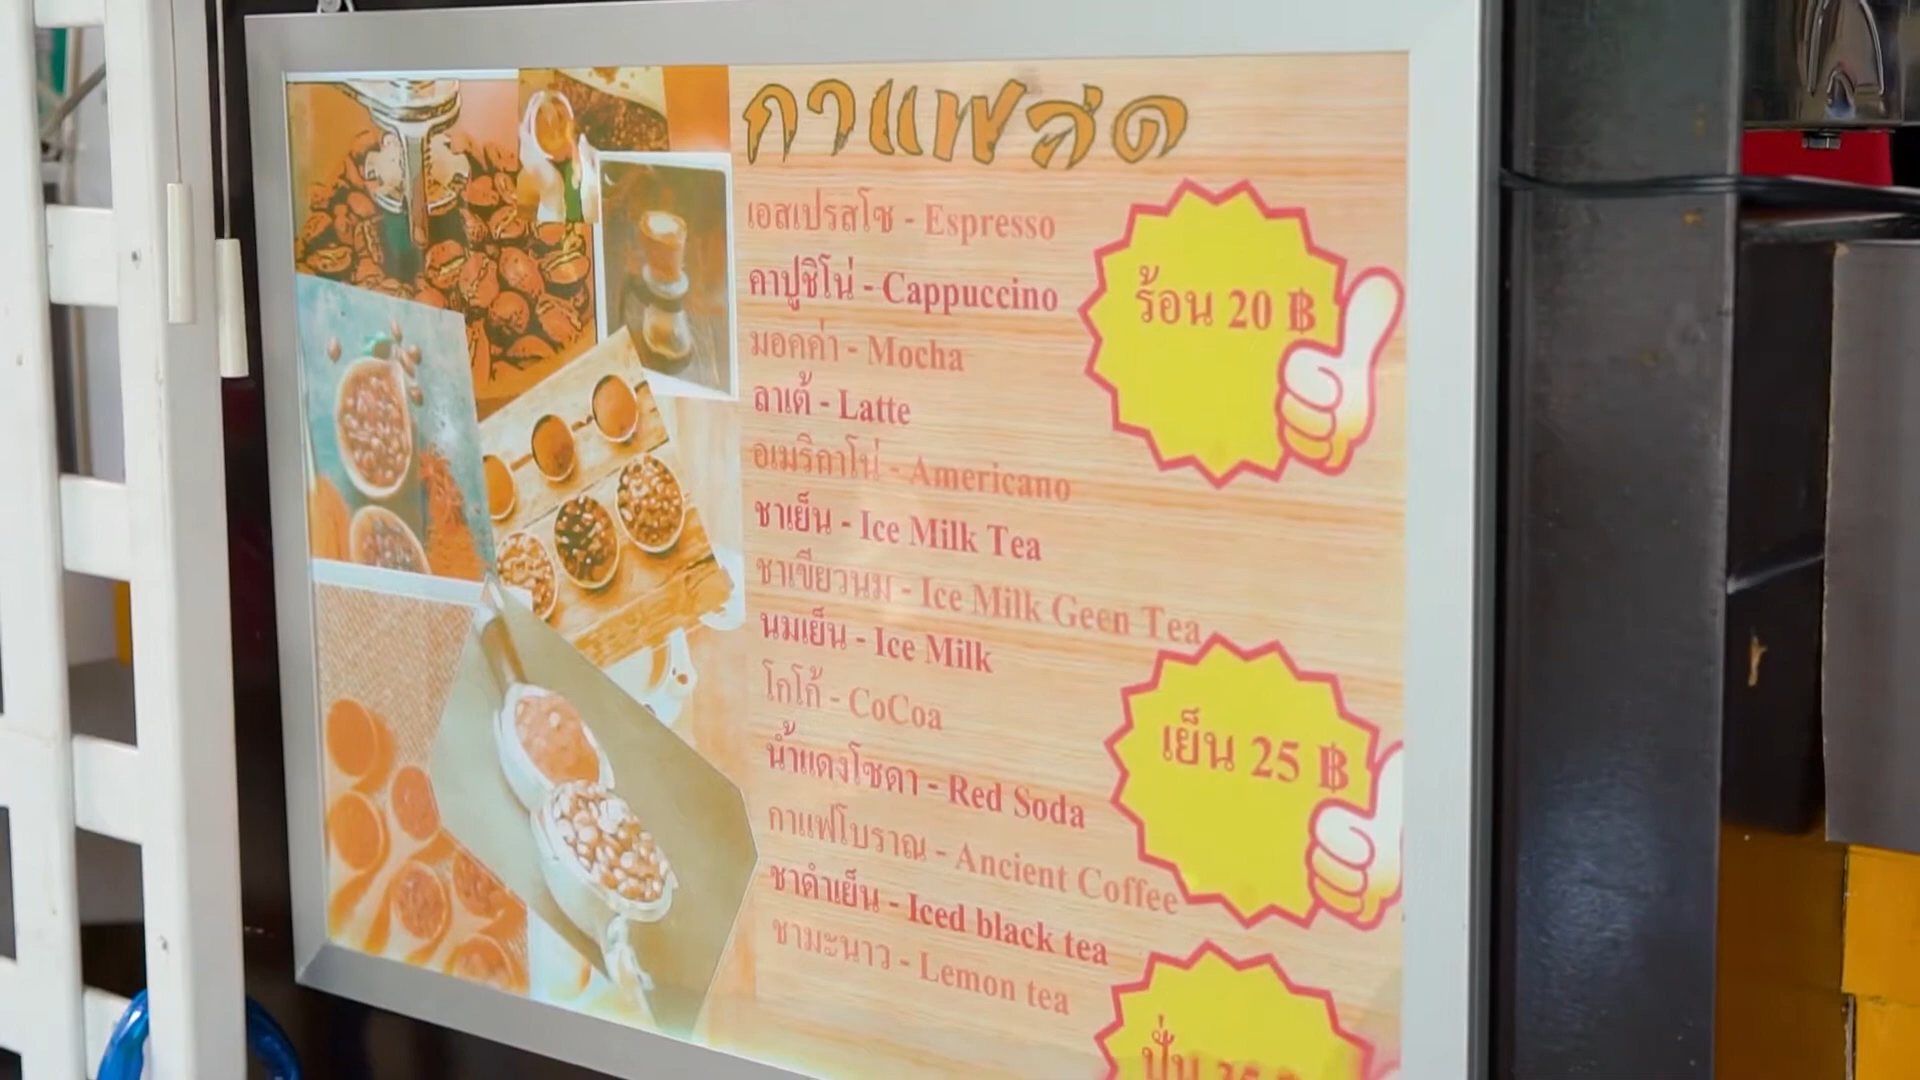 กาแฟสด
เอสเปรสโซ - Espresso
คาปูชิโน่ - Cappuccino
มอคค่า - Mocha
ลาเต้ - Latte
อเมริกาโน่ - Americano
ชาเย็น - Ice Milk Tea
ชาเขียวนม - Ice Milk Geen Tea
นมเย็น - Ice Milk
โกโก้ - CoCoa
น้ำแดงโซดา - Red Soda
กาแฟโบราณ - Ancient Coffee
ชาดำเย็น - Iced black tea
ชามะนาว - Lemon tea
ร้อน 20 ฿
เย็น 25 ฿
ปั่น